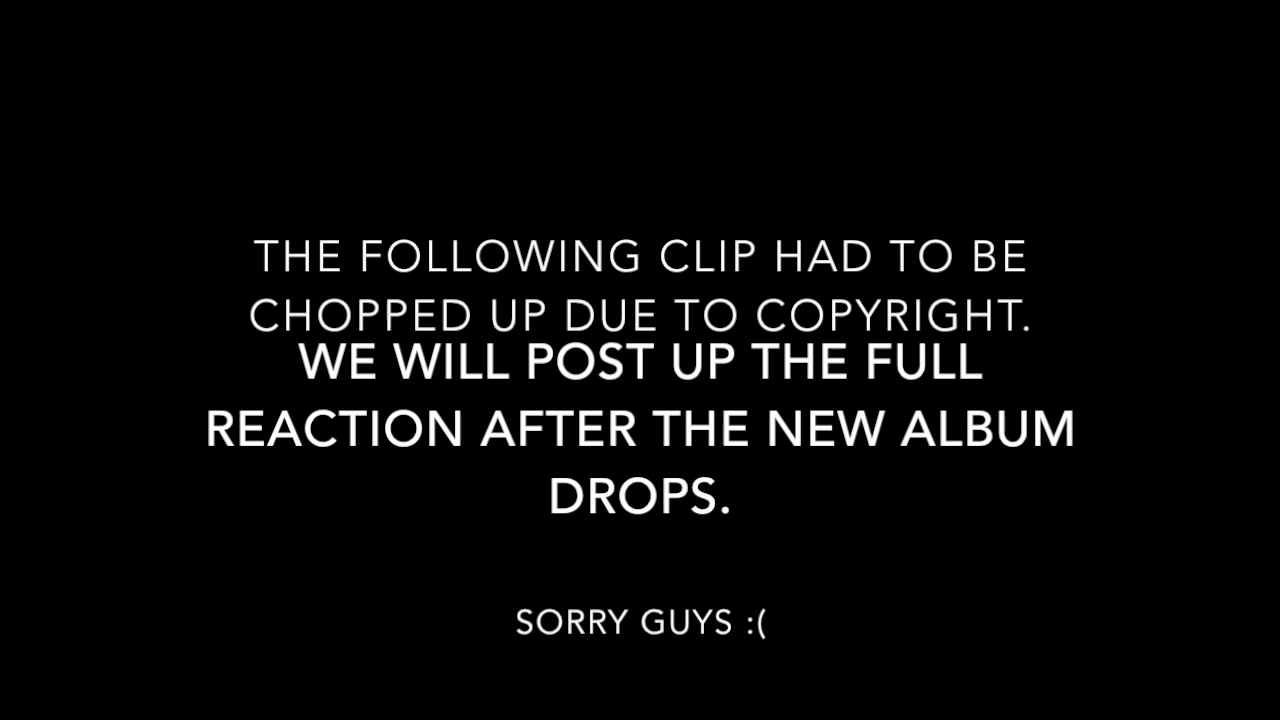 THE FOLLOWING CLIP HAD TO BE
CHOPPED UP DUE TO COPYRIGHT.
WE WILL POST UP THE FULL
REACTION AFTER THE NEW ALBUM
DROPS.
SORRY GUYS :(